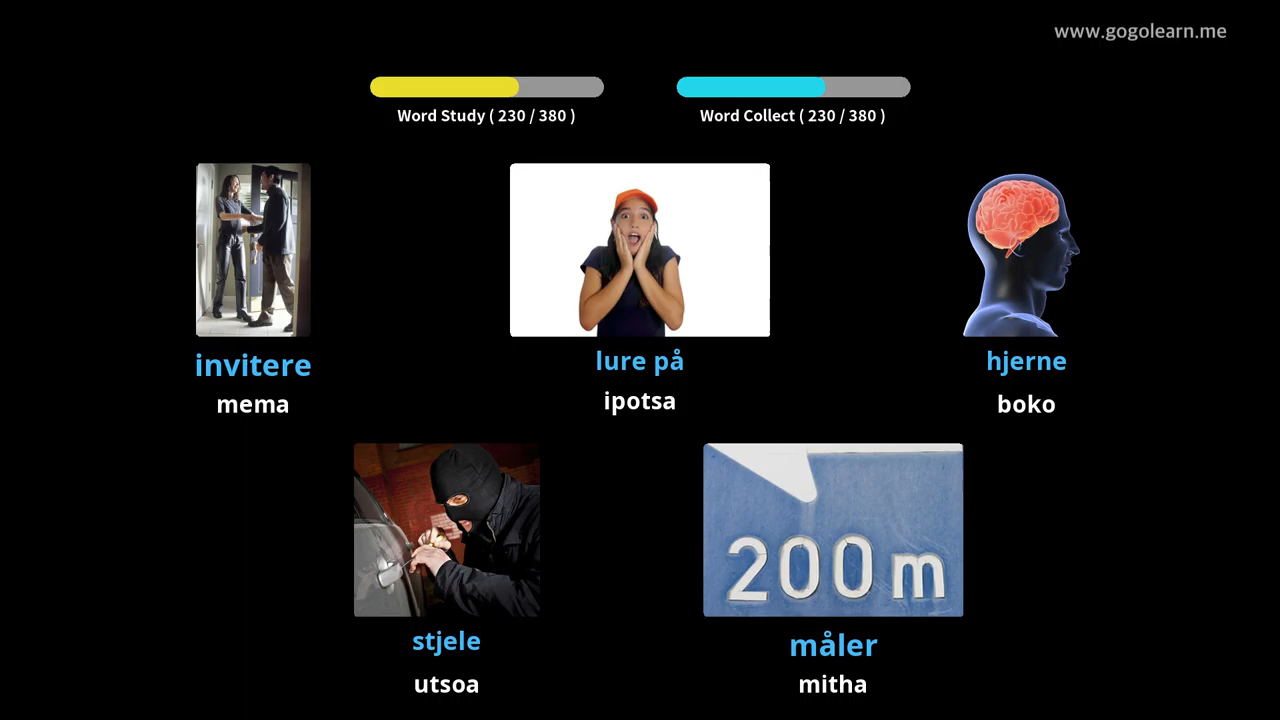 www.gogolearn.me
Word Study ( 230 / 380 )
Word Collect ( 230 / 380 )
invitere
mema
lure på
ipotsa
hjerne
boko
200 m
stjele
utsoa
måler
mitha